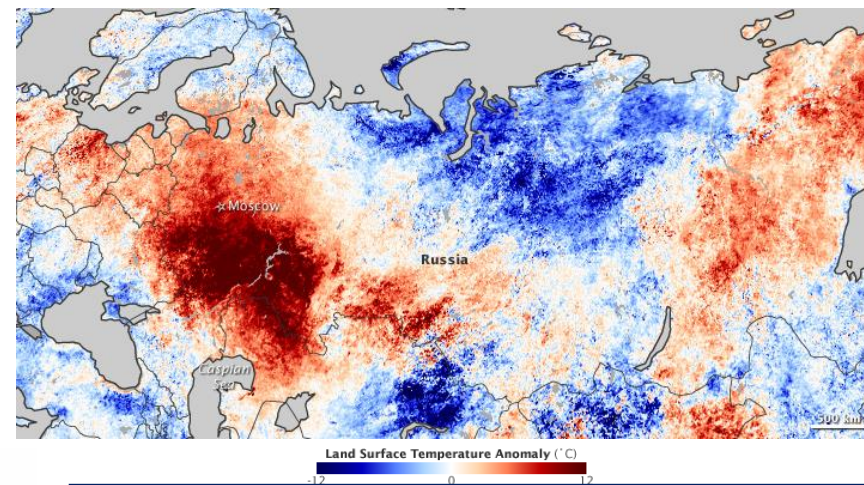 Moscow
Russia
Caspian
Sea
500 km
Land Surface Temperature Anomaly (˚C)
-12 0 12